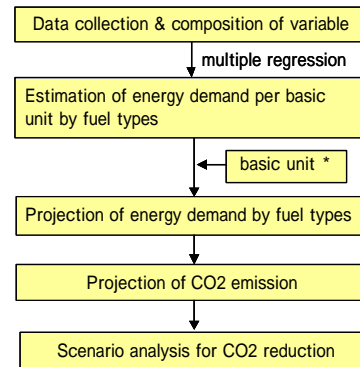 Data collection & composition of variable
multiple regression
Estimation of energy demand per basic
unit by fuel types
basic unit *
Projection of energy demand by fuel types
Projection of CO2 emission
Scenario analysis for CO2 reduction